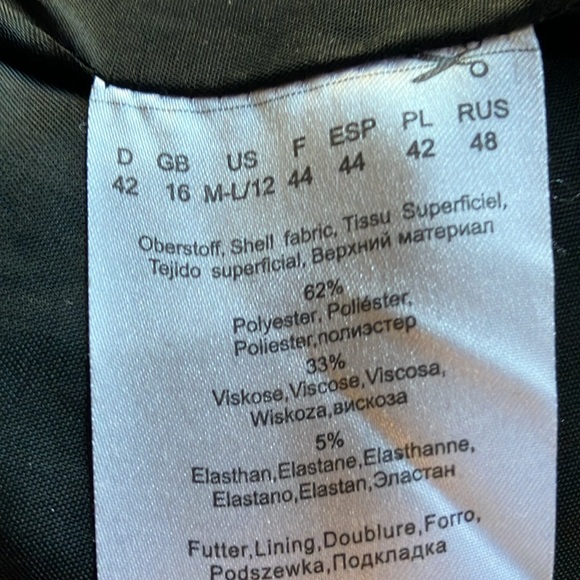 D GB US F ESP PL RUS
42 16 M-L/12 44 44 42 48
Oberstoff, Shell fabric, Tissu Superficiel,
Tejido superficial, Верхний материал
62%
Polyester, Poliéster,
Poliester,полиэстер
33%
Viskose,Viscose,Viscosa,
Wiskoza,вискоза
5%
Elasthan,Elastane,Elasthanne,
Elastano,Elastan,Эластан
Futter,Lining,Doublure,Forro,
Podszewka,Подкладка